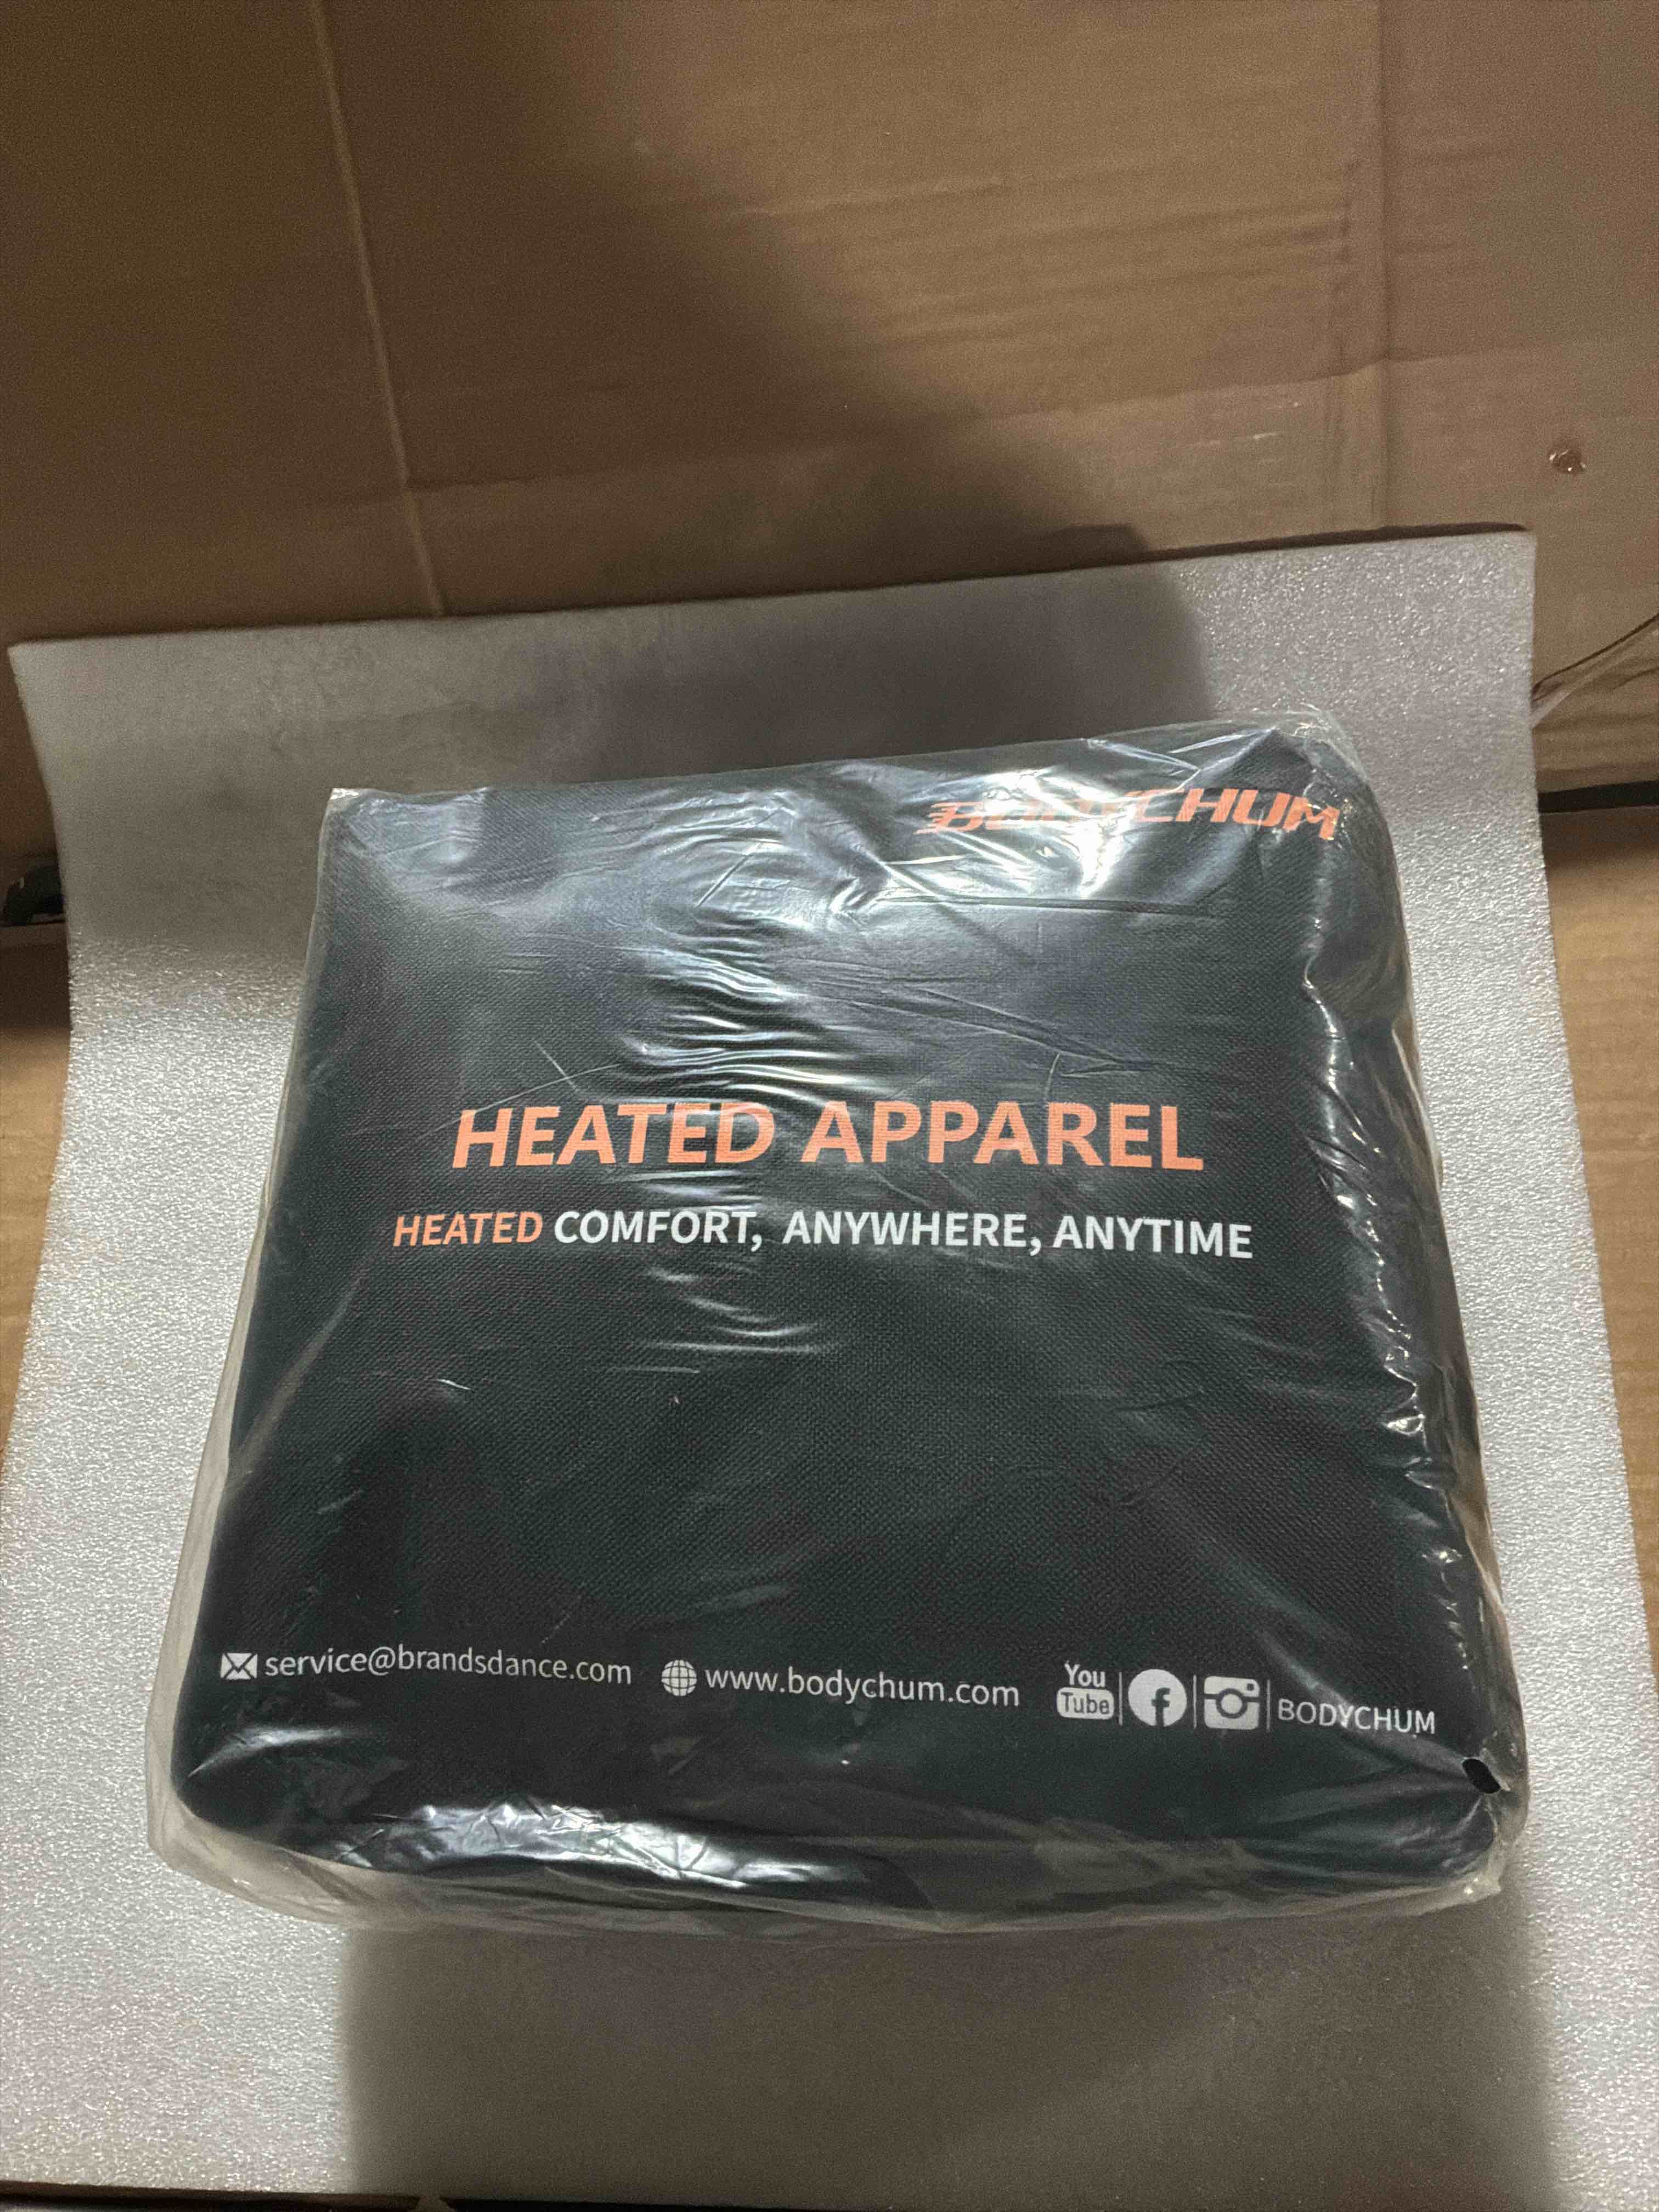 BODYCHUM
HEATED APPAREL
HEATED COMFORT, ANYWHERE, ANYTIME
service@brandsdance.com www.bodychum.com You Tube | f | | BODYCHUM